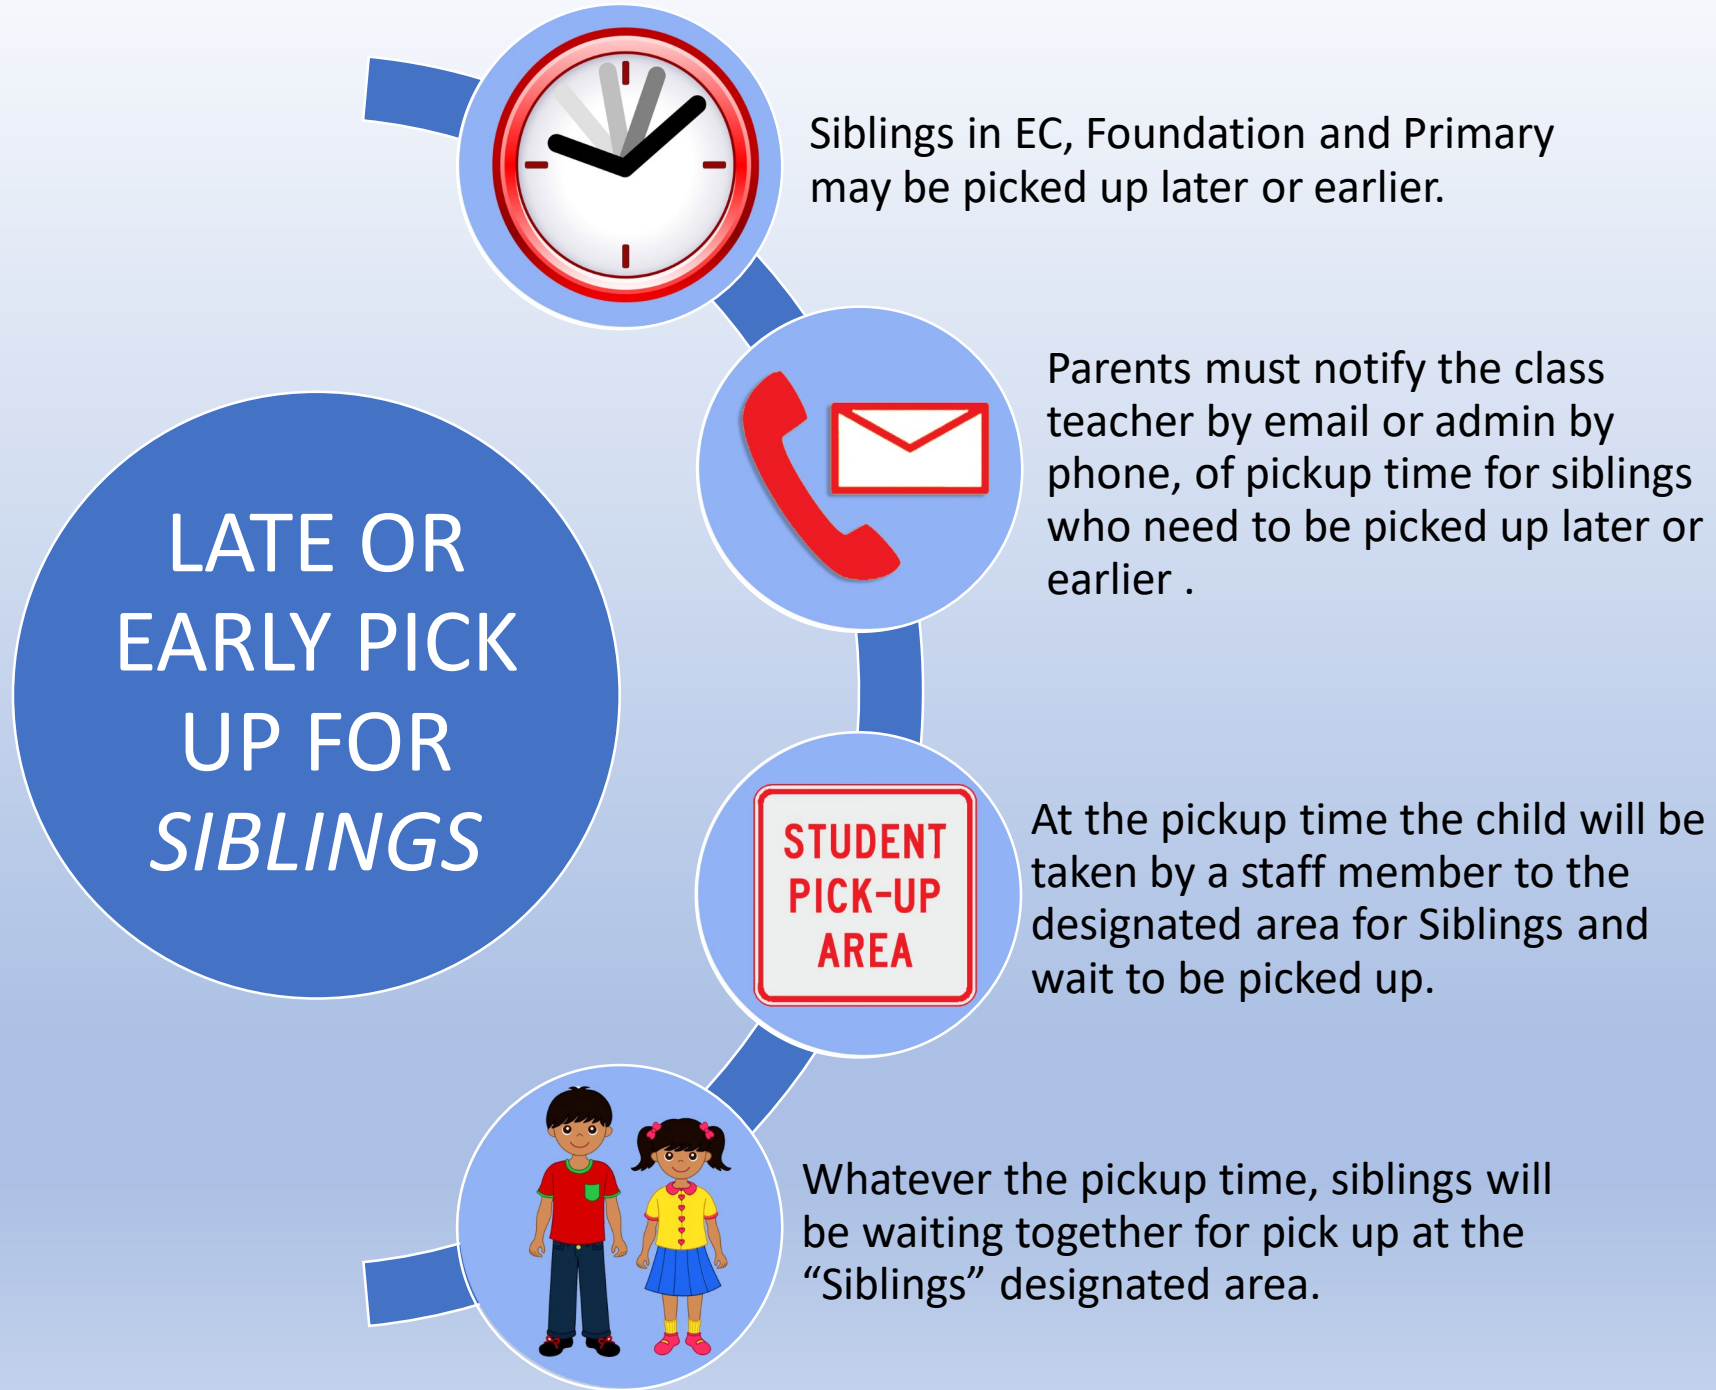 LATE OR
EARLY PICK
UP FOR
SIBLINGS
Siblings in EC, Foundation and Primary
may be picked up later or earlier.
Parents must notify the class
teacher by email or admin by
phone, of pickup time for siblings
who need to be picked up later or
earlier .
STUDENT
PICK-UP
AREA
At the pickup time the child will be
taken by a staff member to the
designated area for Siblings and
wait to be picked up.
Whatever the pickup time, siblings will
be waiting together for pick up at the
“Siblings” designated area.